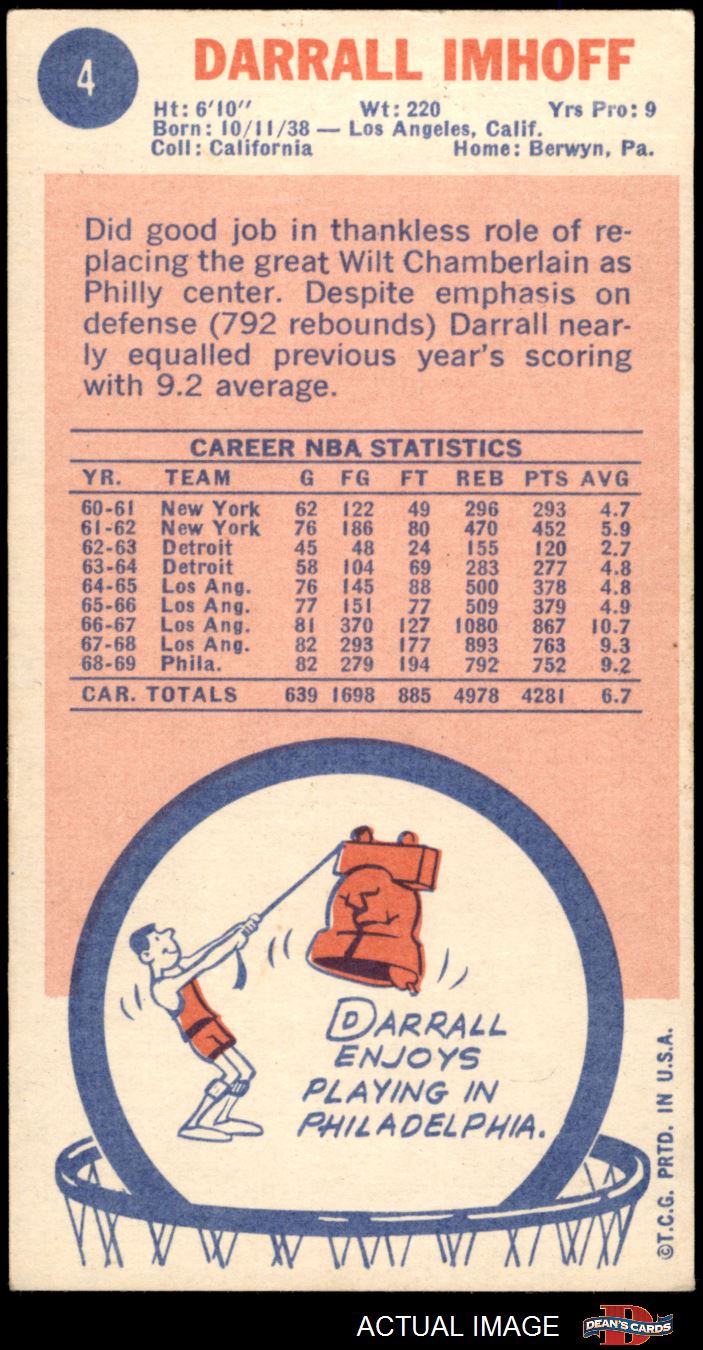 4
DARRALL IMHOFF
Ht: 6'10" Wt: 220 Yrs Pro: 9
Born: 10/11/38 — Los Angeles, Calif.
Coll: California Home: Berwyn, Pa.
Did good job in thankless role of re-
placing the great Wilt Chamberlain as
Philly center. Despite emphasis on
defense (792 rebounds) Darrall near-
ly equalled previous year's scoring
with 9.2 average.
CAREER NBA STATISTICS
YR. TEAM G FG FT REB PTS AVG
60-61 New York 62 122 49 296 293 4.7
61-62 New York 76 186 80 470 452 5.9
62-63 Detroit 45 48 24 155 120 2.7
63-64 Detroit 58 104 69 283 277 4.8
64-65 Los Ang. 76 145 88 500 378 4.8
65-66 Los Ang. 77 151 77 509 379 4.9
66-67 Los Ang. 81 370 127 1080 867 10.7
67-68 Los Ang. 82 293 177 893 763 9.3
68-69 Phila. 82 279 194 792 752 9.2
CAR. TOTALS 639 1698 885 4978 4281 6.7
DARRALL
ENJOYS
PLAYING IN
PHILADELPHIA.
©T.C.G. PRTD. IN U.S.A.
ACTUAL IMAGE
D
DEAN'S CARDS